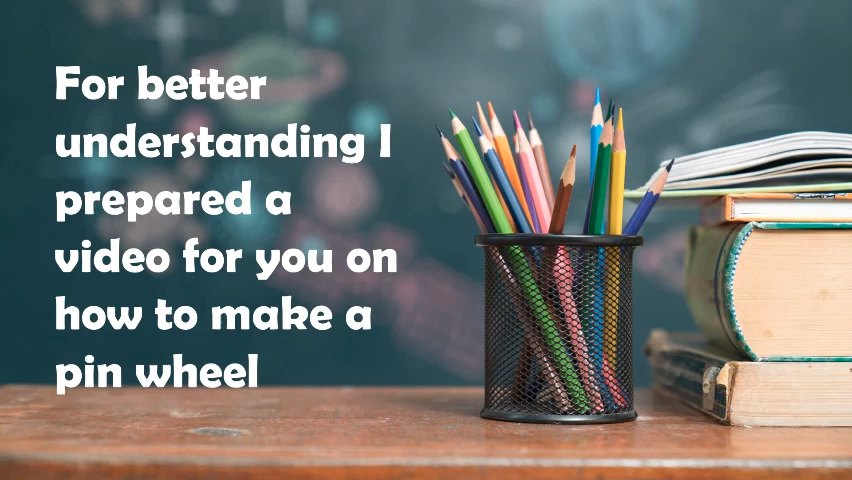 For better
understanding I
prepared a
video for you on
how to make a
pin wheel